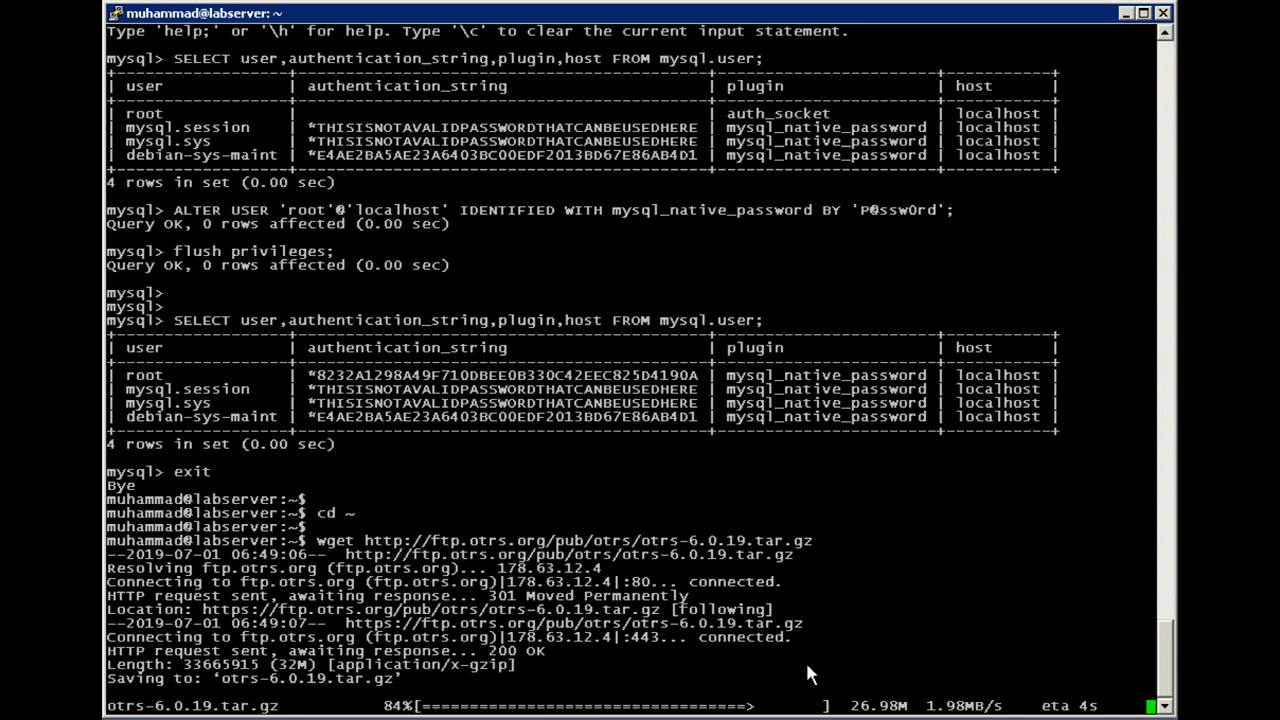 muhammad@labserver: ~
Type 'help;' or '\h' for help. Type '\c' to clear the current input statement.
mysql> SELECT user,authentication_string,plugin,host FROM mysql.user;
+------------------+-------------------------------------------+-----------------------+-----------+
| user | authentication_string | plugin | host |
+------------------+-------------------------------------------+-----------------------+-----------+
| root | | auth_socket | localhost |
| mysql.session | *THISISNOTAVALIDPASSWORDTHATCANBEUSEDHERE | mysql_native_password | localhost |
| mysql.sys | *THISISNOTAVALIDPASSWORDTHATCANBEUSEDHERE | mysql_native_password | localhost |
| debian-sys-maint | *E4AE2BA5AE23A6403BC00EDF2013BD67E86AB4D1 | mysql_native_password | localhost |
+------------------+-------------------------------------------+-----------------------+-----------+
4 rows in set (0.00 sec)
mysql> ALTER USER 'root'@'localhost' IDENTIFIED WITH mysql_native_password BY 'P@ssw0rd';
Query OK, 0 rows affected (0.00 sec)
mysql> flush privileges;
Query OK, 0 rows affected (0.00 sec)
mysql>
mysql>
mysql> SELECT user,authentication_string,plugin,host FROM mysql.user;
+------------------+-------------------------------------------+-----------------------+-----------+
| user | authentication_string | plugin | host |
+------------------+-------------------------------------------+-----------------------+-----------+
| root | *8232A1298A49F710DBEE0B330C42EEC825D4190A | mysql_native_password | localhost |
| mysql.session | *THISISNOTAVALIDPASSWORDTHATCANBEUSEDHERE | mysql_native_password | localhost |
| mysql.sys | *THISISNOTAVALIDPASSWORDTHATCANBEUSEDHERE | mysql_native_password | localhost |
| debian-sys-maint | *E4AE2BA5AE23A6403BC00EDF2013BD67E86AB4D1 | mysql_native_password | localhost |
+------------------+-------------------------------------------+-----------------------+-----------+
4 rows in set (0.00 sec)
mysql> exit
Bye
muhammad@labserver:~$
muhammad@labserver:~$ cd ~
muhammad@labserver:~$
muhammad@labserver:~$ wget http://ftp.otrs.org/pub/otrs/otrs-6.0.19.tar.gz
--2019-07-01 06:49:06-- http://ftp.otrs.org/pub/otrs/otrs-6.0.19.tar.gz
Resolving ftp.otrs.org (ftp.otrs.org)... 178.63.12.4
Connecting to ftp.otrs.org (ftp.otrs.org)|178.63.12.4|:80... connected.
HTTP request sent, awaiting response... 301 Moved Permanently
Location: https://ftp.otrs.org/pub/otrs/otrs-6.0.19.tar.gz [following]
--2019-07-01 06:49:07-- https://ftp.otrs.org/pub/otrs/otrs-6.0.19.tar.gz
Connecting to ftp.otrs.org (ftp.otrs.org)|178.63.12.4|:443... connected.
HTTP request sent, awaiting response... 200 OK
Length: 33665915 (32M) [application/x-gzip]
Saving to: ‘otrs-6.0.19.tar.gz’
otrs-6.0.19.tar.gz 84%[==================================> ] 26.98M 1.98MB/s eta 4s